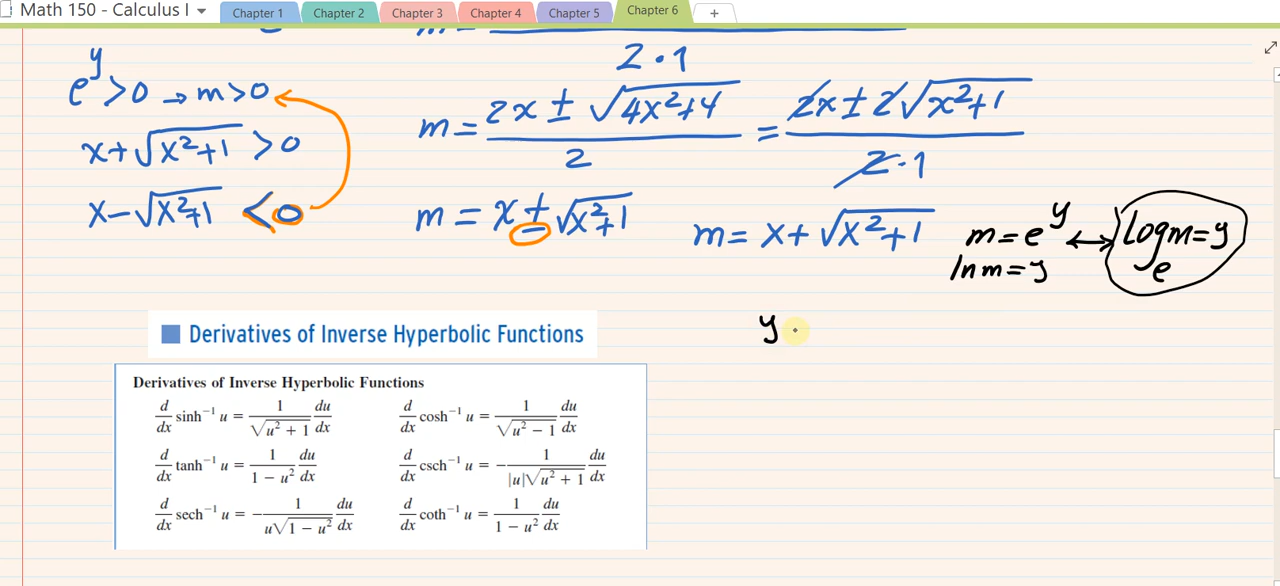 Math 150 - Calculus I Chapter 1 Chapter 2 Chapter 3 Chapter 4 Chapter 5 Chapter 6 +
2·1
e^y > 0 → m > 0
m = (2x ± √(4x²+4))/2 = (2x ± 2√(x²+1))/(2·1)
x + √(x²+1) > 0
x − √(x²+1) < 0
m = x ± √(x²+1)
m = x + √(x²+1)
m = e^y ↔ log_e m = y
ln m = y
y
Derivatives of Inverse Hyperbolic Functions
Derivatives of Inverse Hyperbolic Functions
d/dx sinh⁻¹ u = 1/√(u² + 1) du/dx
d/dx cosh⁻¹ u = 1/√(u² − 1) du/dx
d/dx tanh⁻¹ u = 1/(1 − u²) du/dx
d/dx csch⁻¹ u = −1/(|u|√(u² + 1)) du/dx
d/dx sech⁻¹ u = −1/(u√(1 − u²)) du/dx
d/dx coth⁻¹ u = 1/(1 − u²) du/dx